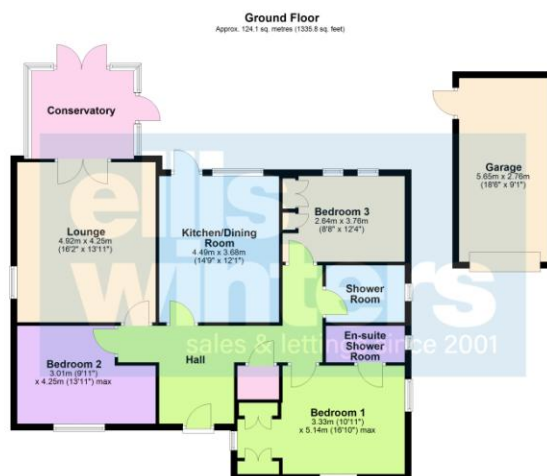 Ground Floor
Approx. 124.1 sq. metres (1335.8 sq. feet)
Conservatory
Garage
5.65m x 2.76m
(18'6" x 9'1")
Lounge
4.92m x 4.25m
(16'2" x 13'11")
Kitchen/Dining
Room
4.49m x 3.68m
(14'9" x 12'1")
Bedroom 3
2.64m x 3.76m
(8'8" x 12'4")
Shower
Room
En-suite
Shower
Room
Bedroom 2
3.01m (9'11")
x 4.25m (13'11") max
Hall
Bedroom 1
3.33m (10'11")
x 5.14m (16'10") max
ellis
winters
sales & letting since 2001